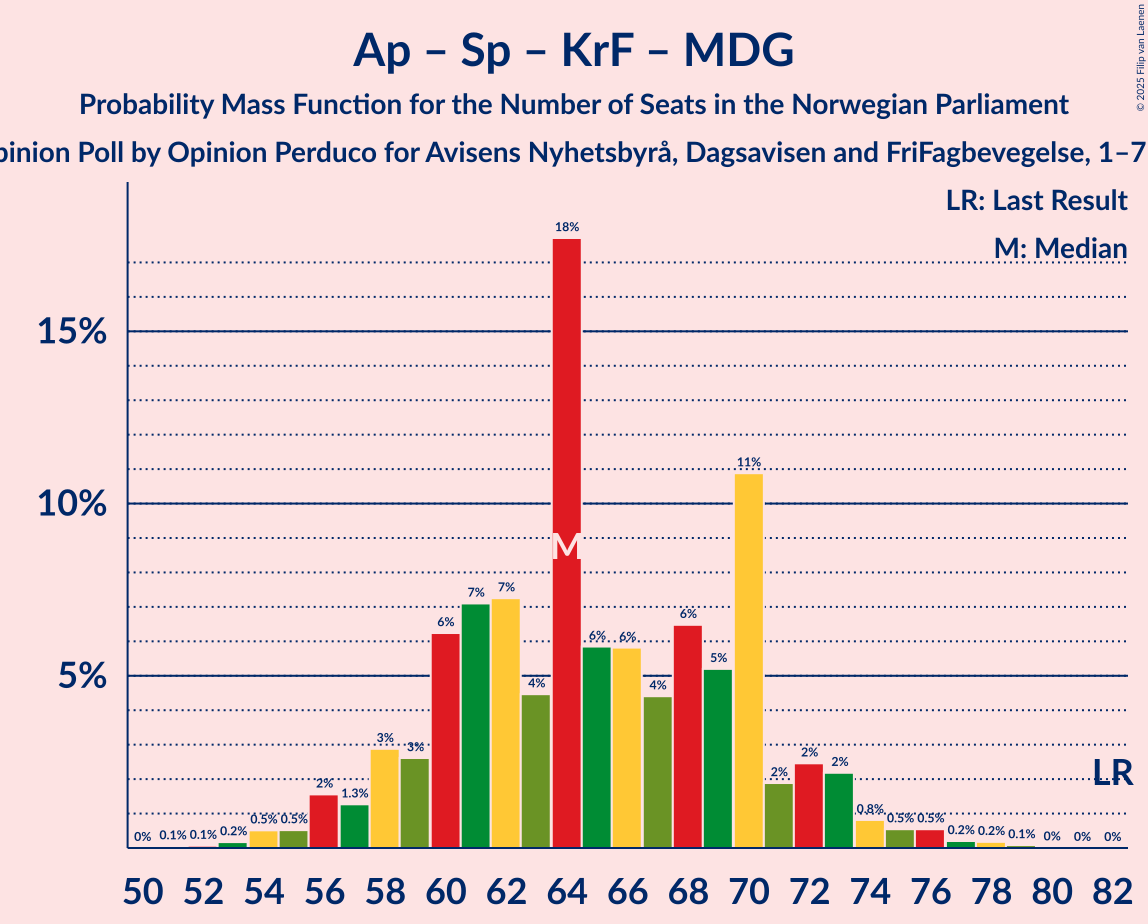 Ap – Sp – KrF – MDG
Probability Mass Function for the Number of Seats in the Norwegian Parliament
Poll by Opinion Perduco for Avisens Nyhetsbyrå, Dagsavisen and FriFagbevegelse, 1–7
© 2025 Filip van Laenen
LR: Last Result
M: Median
15%
10%
5%
0% 0.1% 0.1% 0.2% 0.5% 0.5% 2% 1.3% 3% 3% 6% 7% 7% 4% 18% 6% 6% 4% 6% 5% 11% 2% 2% 2% 0.8% 0.5% 0.5% 0.2% 0.2% 0.1% 0% 0% 0%
M
LR
50 52 54 56 58 60 62 64 66 68 70 72 74 76 78 80 82